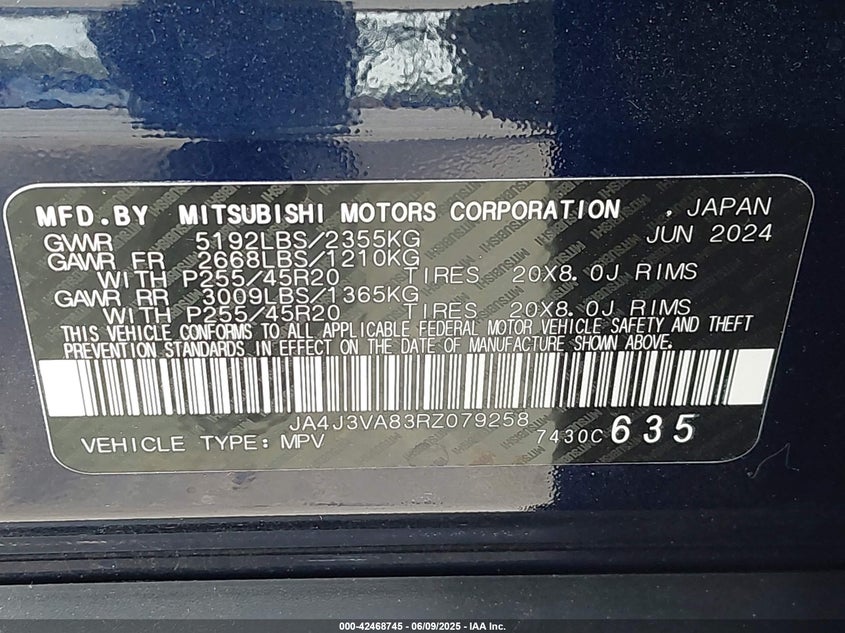 MFD.BY MITSUBISHI MOTORS CORPORATION , JAPAN
GVWR 5192LBS/2355KG JUN 2024
GAWR FR 2668LBS/1210KG
WITH P255/45R20 TIRES 20X8.0J RIMS
GAWR RR 3009LBS/1365KG
WITH P255/45R20 TIRES 20X8.0J RIMS
THIS VEHICLE CONFORMS TO ALL APPLICABLE FEDERAL MOTOR VEHICLE SAFETY AND THEFT
PREVENTION STANDARDS IN EFFECT ON THE DATE OF MANUFACTURE SHOWN ABOVE.
JA4J3VA83RZ079258
VEHICLE TYPE: MPV 7430C 635
000-42468745 - 06/09/2025 - IAA Inc.